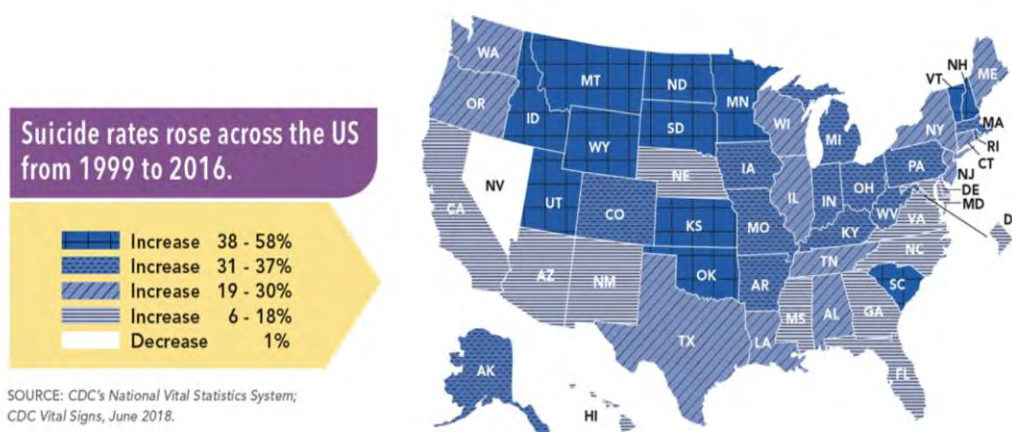 Suicide rates rose across the US
from 1999 to 2016.
Increase 38 - 58%
Increase 31 - 37%
Increase 19 - 30%
Increase 6 - 18%
Decrease 1%
SOURCE: CDC's National Vital Statistics System;
CDC Vital Signs, June 2018.
WA
OR
CA
NV
ID
MT
WY
UT
AZ
CO
NM
ND
SD
NE
KS
OK
TX
MN
IA
MO
AR
LA
WI
IL
MI
IN
OH
KY
TN
MS
AL
GA
FL
SC
NC
VA
WV
PA
NY
VT
NH
ME
MA
RI
CT
NJ
DE
MD
D
AK
HI